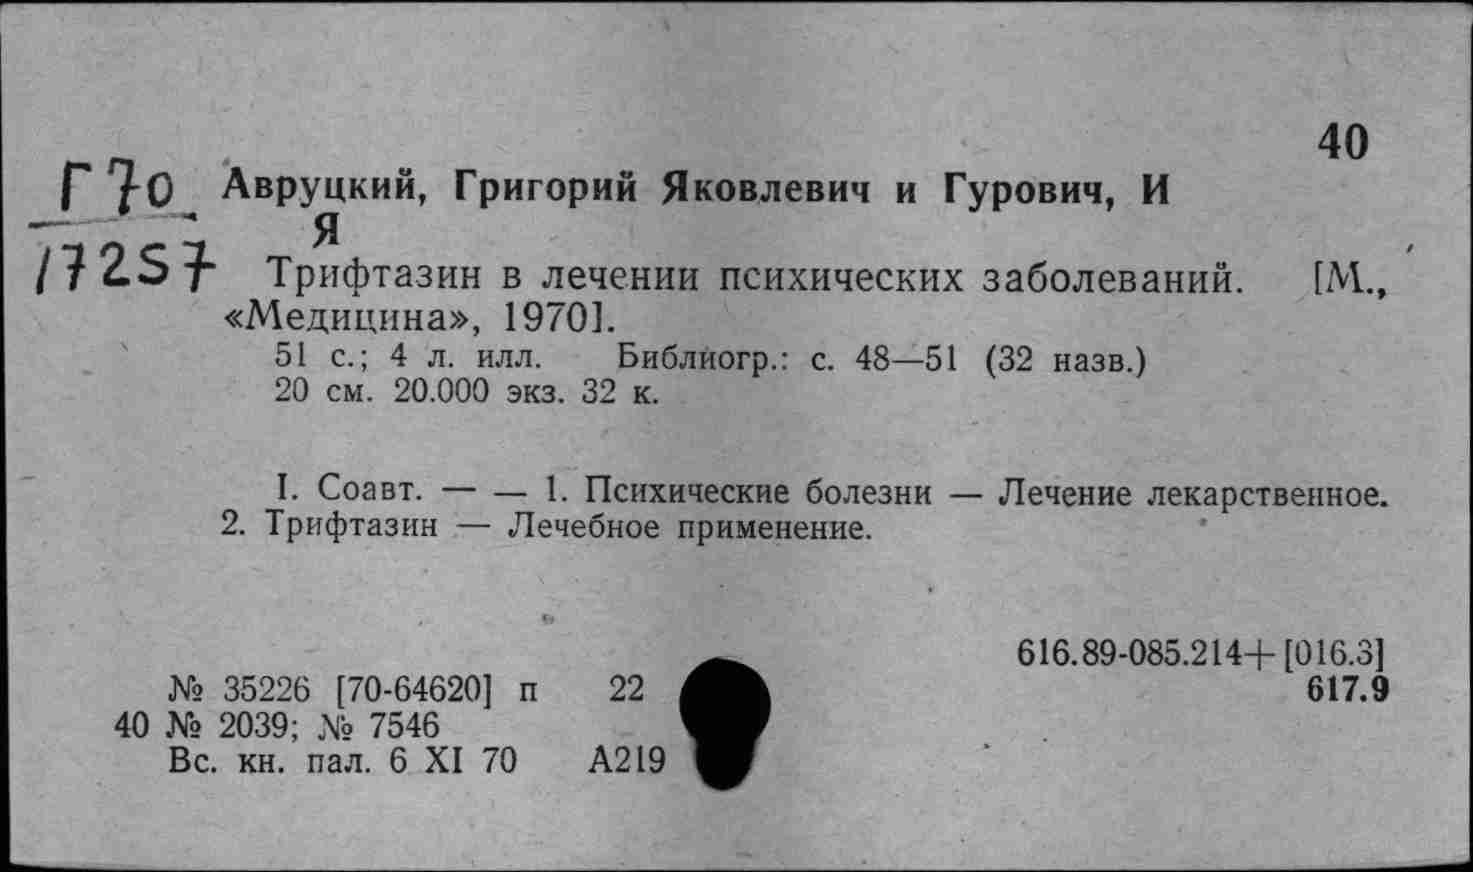 40
Г70 Авруцкий, Григорий Яковлевич и Гурович, И
Я
17257 Трифтазин в лечении психических заболеваний. [М.,
«Медицина», 1970].
51 с.; 4 л. илл. Библиогр.: с. 48—51 (32 назв.)
20 см. 20.000 экз. 32 к.
I. Соавт. — — 1. Психические болезни — Лечение лекарственное.
2. Трифтазин — Лечебное применение.
616.89-085.214+[016.3]
№ 35226 [70-64620] п 22 617.9
40 № 2039; № 7546
Вс. кн. пал. 6 XI 70 А219